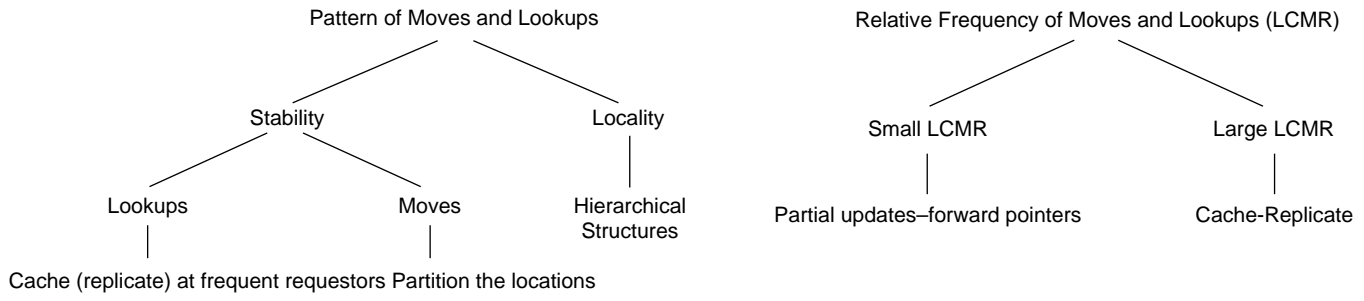 Pattern of Moves and Lookups
Stability
Locality
Lookups
Moves
Hierarchical
Structures
Cache (replicate) at frequent requestors
Partition the locations
Relative Frequency of Moves and Lookups (LCMR)
Small LCMR
Large LCMR
Partial updates–forward pointers
Cache-Replicate